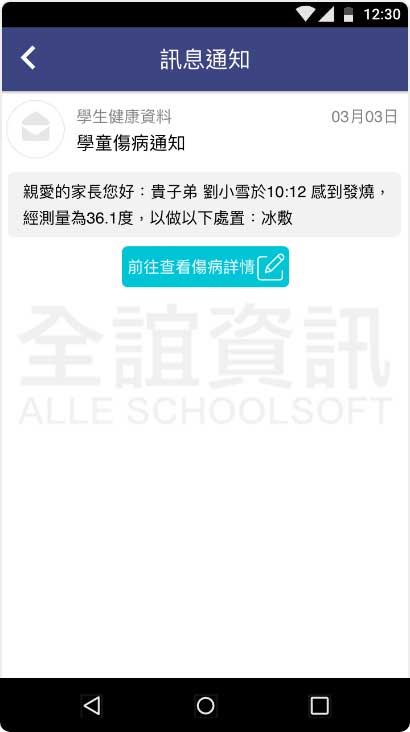 12:30
訊息通知
學生健康資料 03月03日
學童傷病通知
親愛的家長您好：貴子弟 劉小雪於10:12 感到發燒，
經測量為36.1度，以做以下處置：冰敷
前往查看傷病詳情
全誼資訊
ALLE SCHOOLSOFT